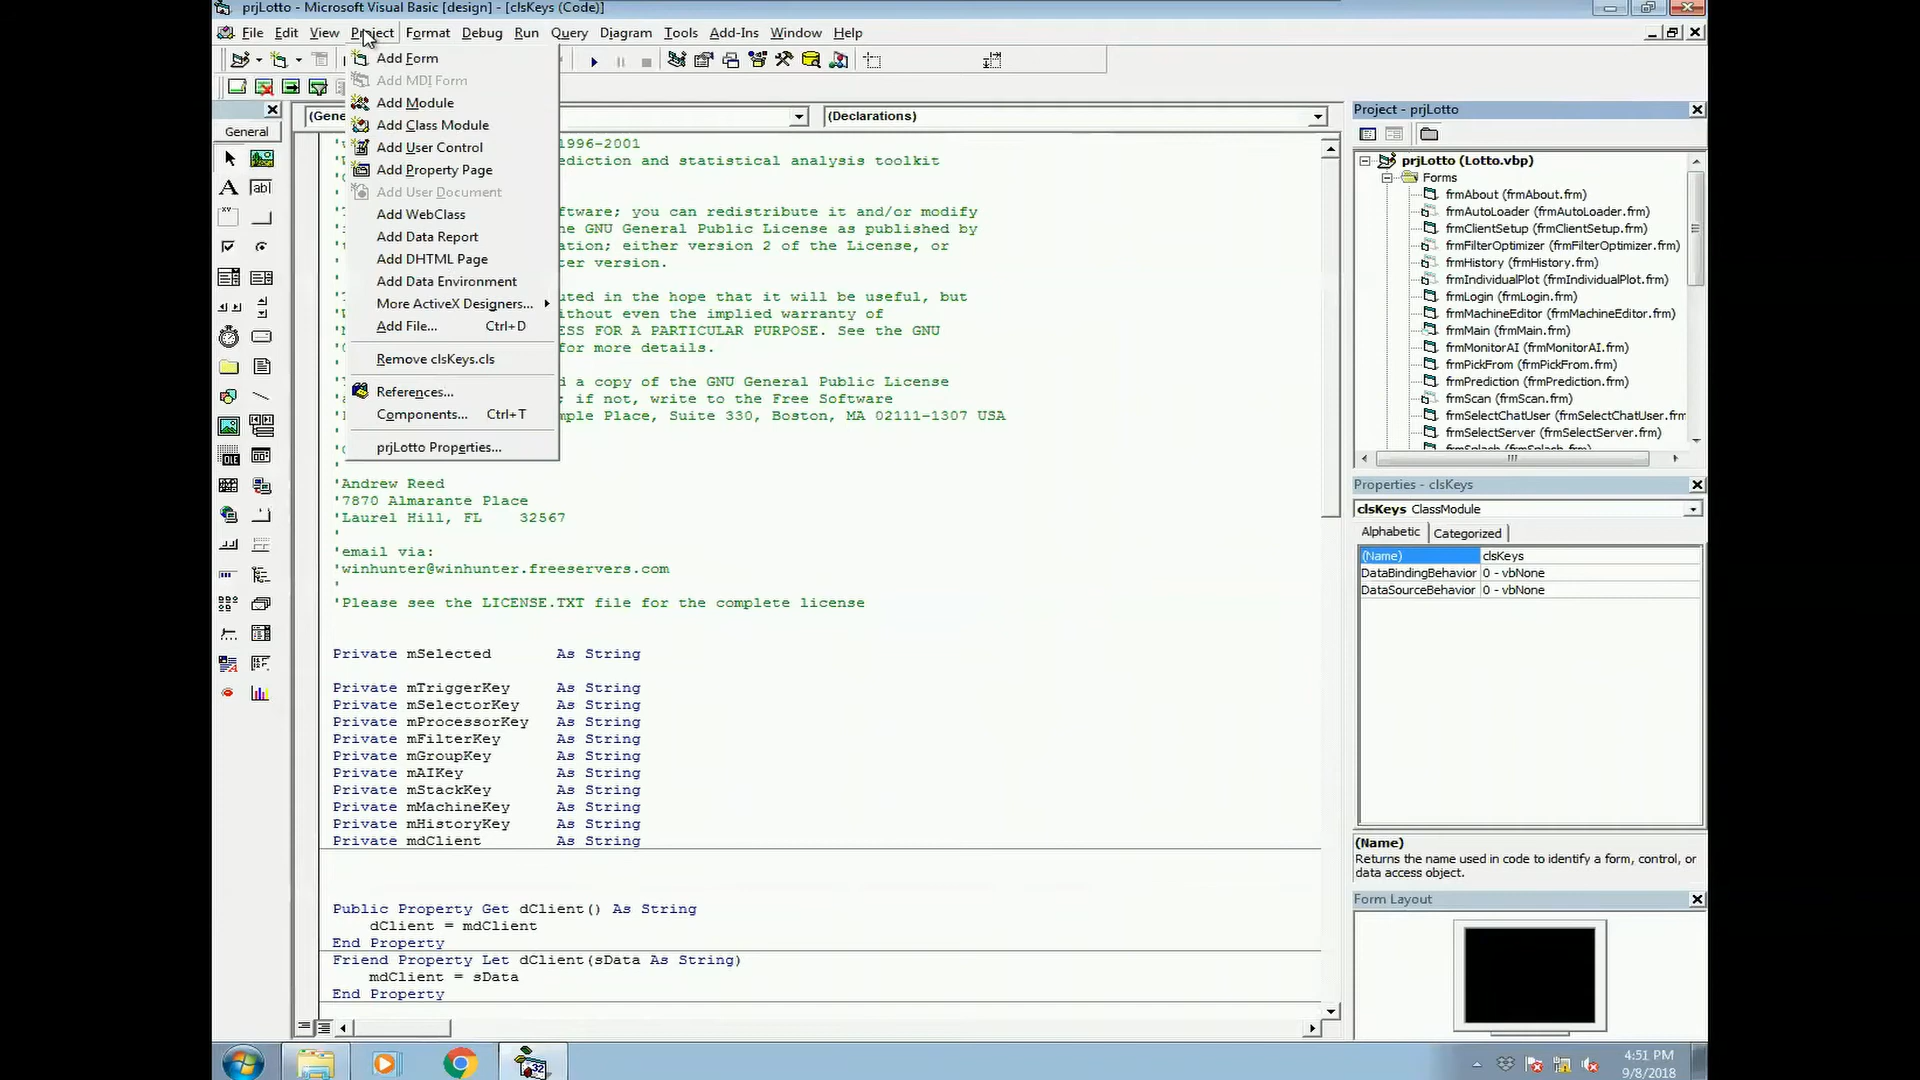 prjLotto - Microsoft Visual Basic [design] - [clsKeys (Code)]
File Edit View Project Format Debug Run Query Diagram Tools Add-Ins Window Help
Add Form
Add MDI Form
Add Module
Add Class Module
Add User Control
Add Property Page
Add User Document
Add WebClass
Add Data Report
Add DHTML Page
Add Data Environment
More ActiveX Designers...
Add File... Ctrl+D
Remove clsKeys.cls
References...
Components... Ctrl+T
prjLotto Properties...
General
(Gene
(Declarations)
1996-2001
ediction and statistical analysis toolkit
ftware; you can redistribute it and/or modify
he GNU General Public License as published by
ation; either version 2 of the License, or
ter version.
uted in the hope that it will be useful, but
ithout even the implied warranty of
ESS FOR A PARTICULAR PURPOSE. See the GNU
for more details.
d a copy of the GNU General Public License
; if not, write to the Free Software
mple Place, Suite 330, Boston, MA 02111-1307 USA
'Andrew Reed
'7870 Almarante Place
'Laurel Hill, FL 32567
'
'email via:
'winhunter@winhunter.freeservers.com
'
'Please see the LICENSE.TXT file for the complete license
Private mSelected As String
Private mTriggerKey As String
Private mSelectorKey As String
Private mProcessorKey As String
Private mFilterKey As String
Private mGroupKey As String
Private mAIKey As String
Private mStackKey As String
Private mMachineKey As String
Private mHistoryKey As String
Private mdClient As String
Public Property Get dClient() As String
dClient = mdClient
End Property
Friend Property Let dClient(sData As String)
mdClient = sData
End Property
Project - prjLotto
prjLotto (Lotto.vbp)
Forms
frmAbout (frmAbout.frm)
frmAutoLoader (frmAutoLoader.frm)
frmClientSetup (frmClientSetup.frm)
frmFilterOptimizer (frmFilterOptimizer.frm)
frmHistory (frmHistory.frm)
frmIndividualPlot (frmIndividualPlot.frm)
frmLogin (frmLogin.frm)
frmMachineEditor (frmMachineEditor.frm)
frmMain (frmMain.frm)
frmMonitorAI (frmMonitorAI.frm)
frmPickFrom (frmPickFrom.frm)
frmPrediction (frmPrediction.frm)
frmScan (frmScan.frm)
frmSelectChatUser (frmSelectChatUser.frm
frmSelectServer (frmSelectServer.frm)
frmSplash (frmSplash.frm)
Properties - clsKeys
clsKeys ClassModule
Alphabetic Categorized
(Name) clsKeys
DataBindingBehavior 0 - vbNone
DataSourceBehavior 0 - vbNone
(Name)
Returns the name used in code to identify a form, control, or
data access object.
Form Layout
4:51 PM
9/8/2018